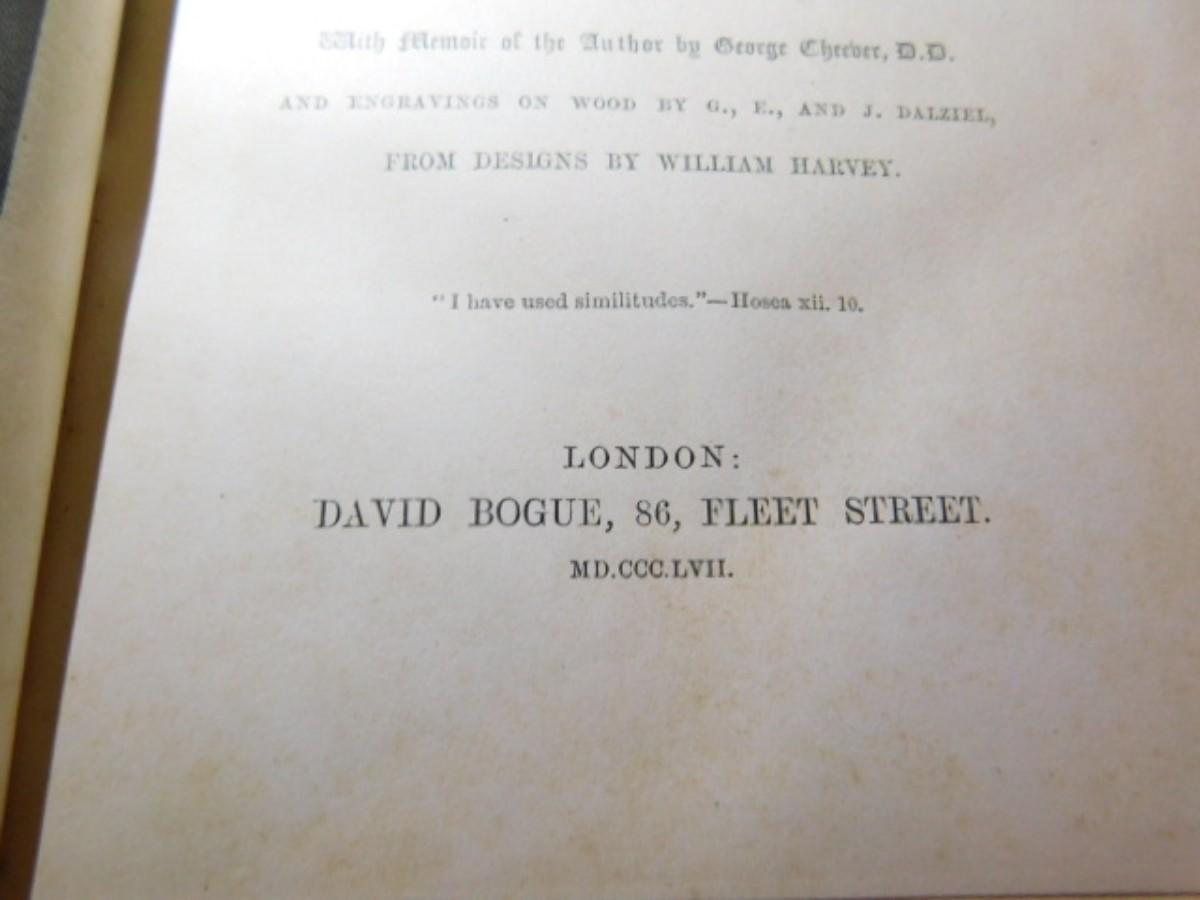 With Memoir of the Author by George Cheever, D.D.
AND ENGRAVINGS ON WOOD BY G., E., AND J. DALZIEL,
FROM DESIGNS BY WILLIAM HARVEY.
"I have used similitudes."—Hosea xii. 10.
LONDON:
DAVID BOGUE, 86, FLEET STREET.
MD.CCC.LVII.